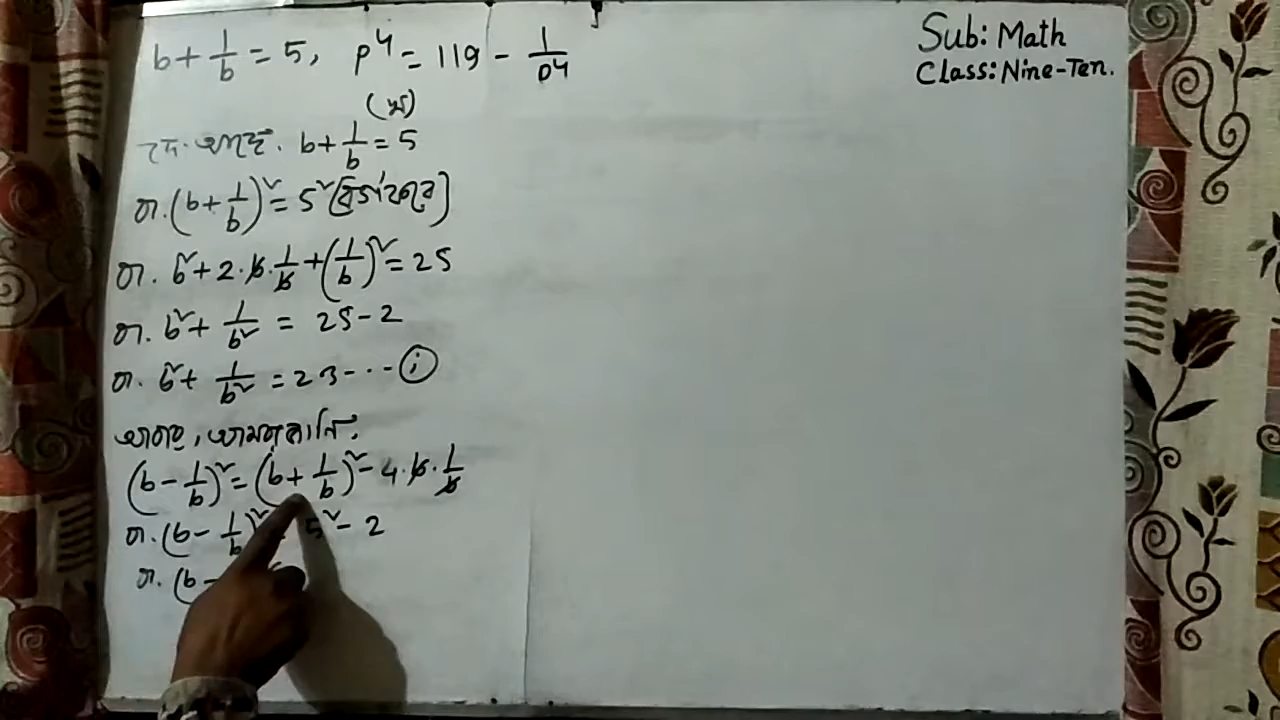 b + 1/b = 5, p⁴ = 119 - 1/p⁴
Sub: Math
Class: Nine-Ten.
(খ)
b + 1/b = 5
বা. (b + 1/b)² = 5² [বর্গ করে]
বা. b² + 2.b.1/b + (1/b)² = 25
বা. b² + 1/b² = 25 - 2
বা. b² + 1/b² = 23 --- (i)
আবার, আমরা জানি.
(b - 1/b)² = (b + 1/b)² - 4.b.1/b
বা. (b - 1/b)² 5² - 2
বা. (b -